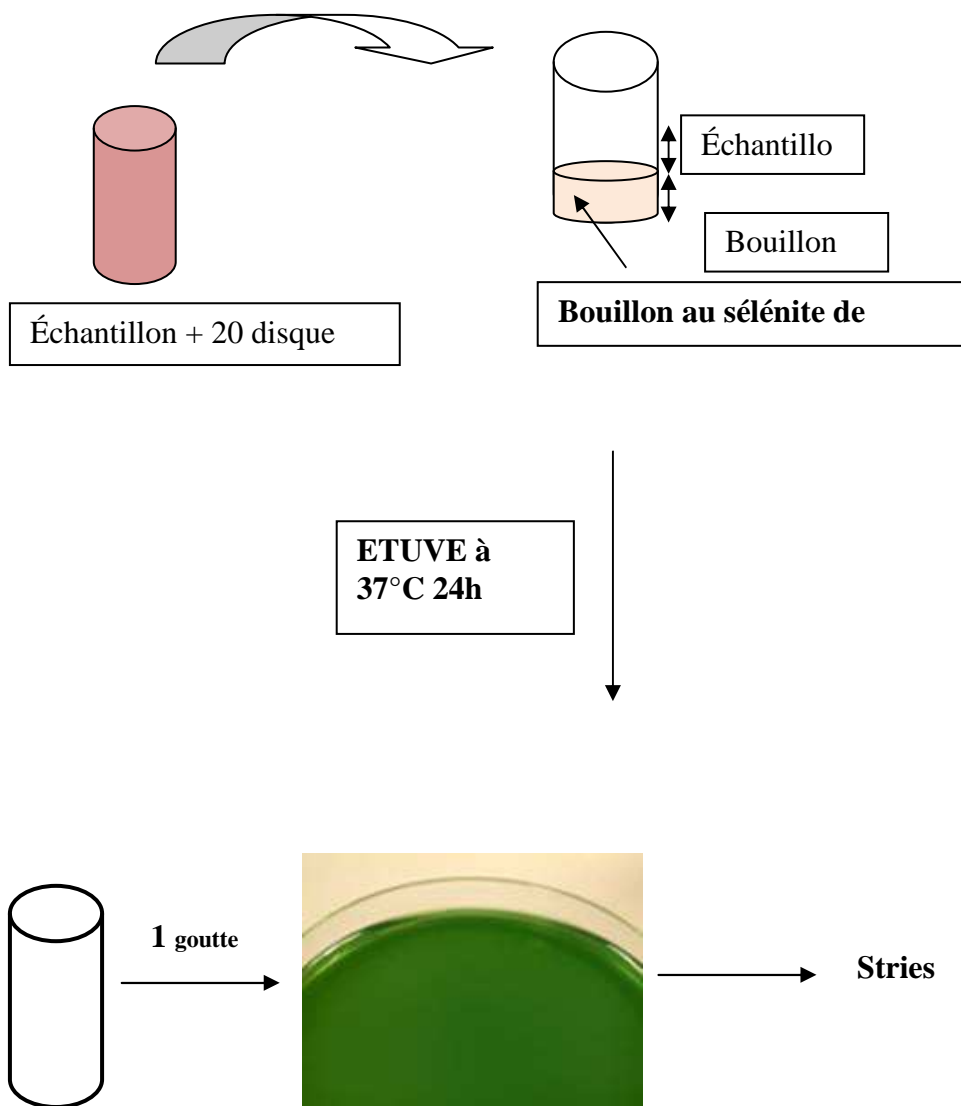 Échantillo
Bouillon
Échantillon + 20 disque
Bouillon au sélénite de
ETUVE à
37°C 24h
1 goutte
Stries